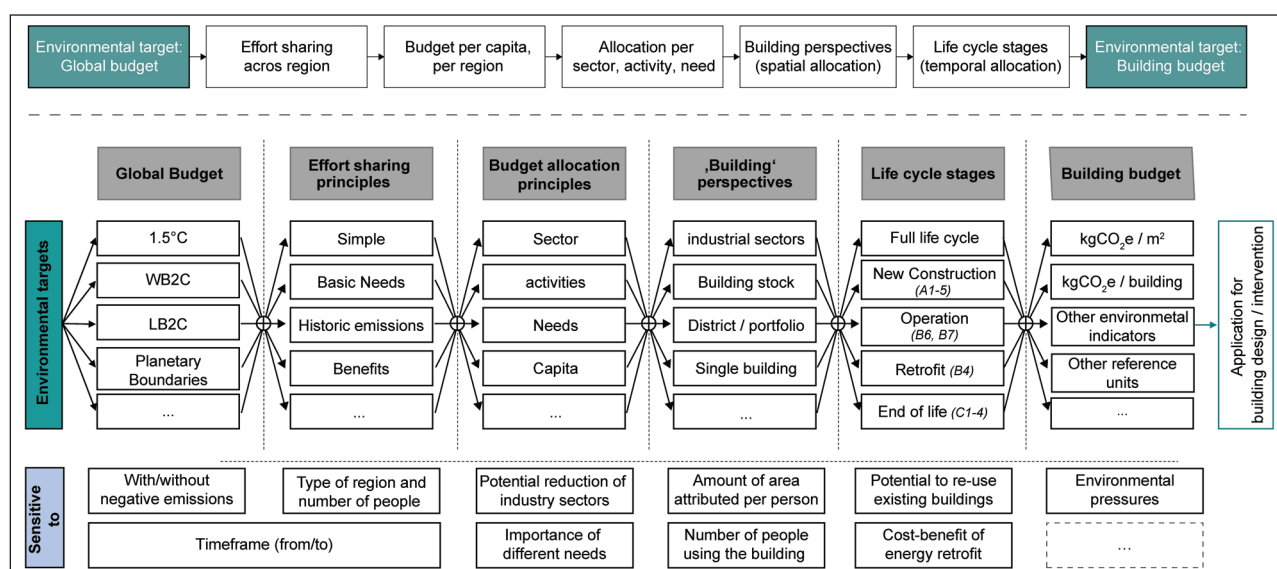 Environmental target:
Global budget
Effort sharing
acros region
Budget per capita,
per region
Allocation per
sector, activity, need
Building perspectives
(spatial allocation)
Life cycle stages
(temporal allocation)
Environmental target:
Building budget
Global Budget
Effort sharing
principles
Budget allocation
principles
‚Building‘
perspectives
Life cycle stages
Building budget
Environmental targets
1.5°C
WB2C
LB2C
Planetary
Boundaries
...
Simple
Basic Needs
Historic emissions
Benefits
...
Sector
activities
Needs
Capita
...
industrial sectors
Building stock
District / portfolio
Single building
...
Full life cycle
New Construction
(A1-5)
Operation
(B6, B7)
Retrofit (B4)
End of life (C1-4)
kgCO₂e / m²
kgCO₂e / building
Other environmetal
indicators
Other reference
units
...
Application for
building design / intervention
Sensitive
to
With/without
negative emissions
Type of region and
number of people
Timeframe (from/to)
Potential reduction of
industry sectors
Importance of
different needs
Amount of area
attributed per person
Number of people
using the building
Potential to re-use
existing buildings
Cost-benefit of
energy retrofit
Environmental
pressures
...